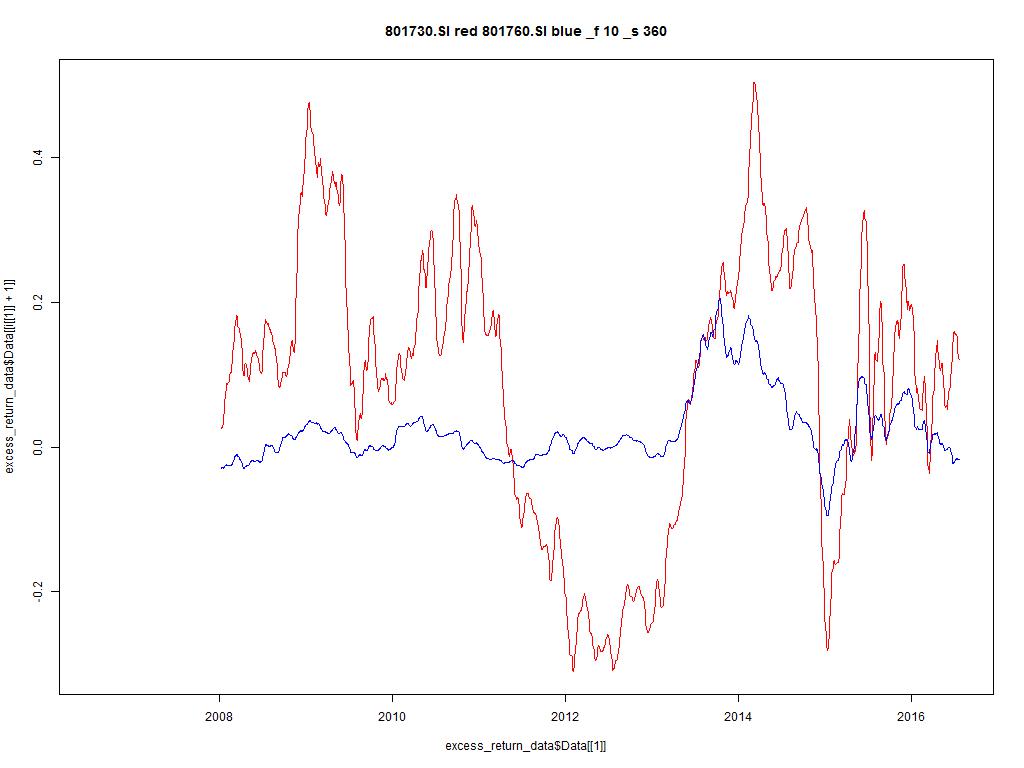 801730.SI red 801760.SI blue _f 10 _s 360
excess_return_data$Data[[i[f[1]] + 1]]
0.4
0.2
0.0
-0.2
2008 2010 2012 2014 2016
excess_return_data$Data[[1]]